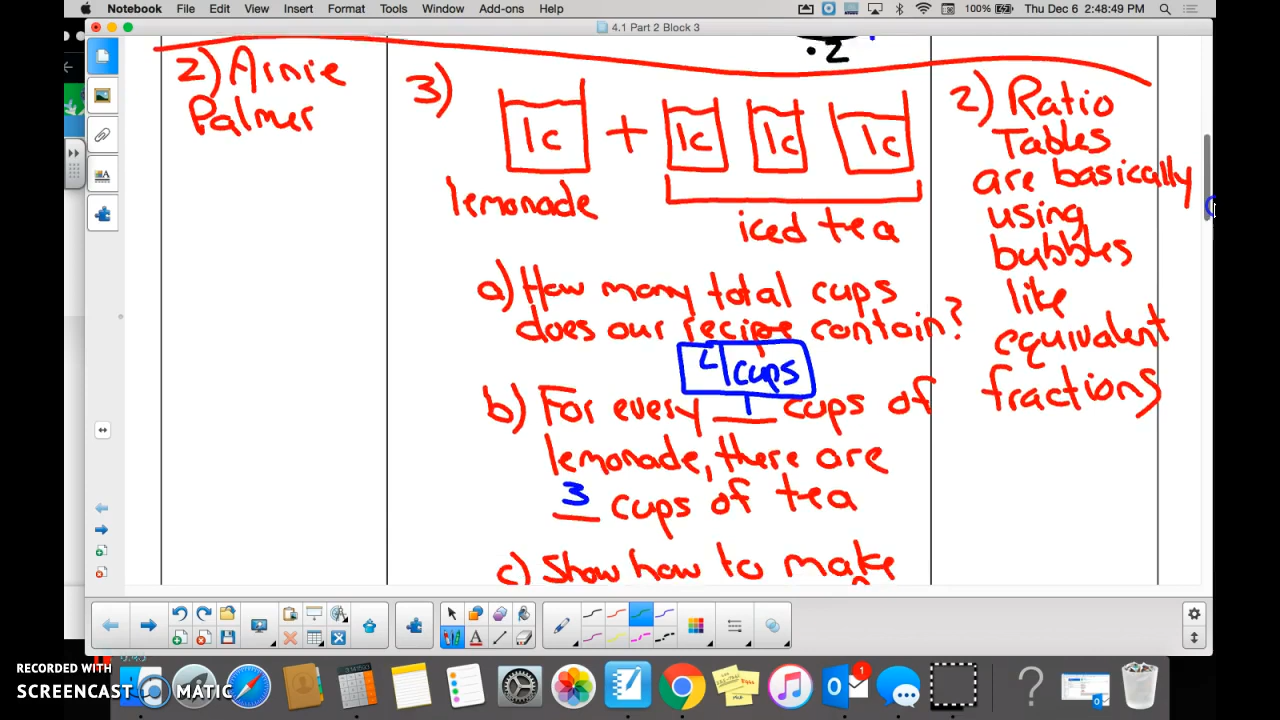 Notebook File Edit View Insert Format Tools Window Add-ons Help 100% Thu Dec 6 2:48:49 PM
4.1 Part 2 Block 3
.2
2) Arnie
Palmer
3)
1c + 1c 1c 1c
lemonade
iced tea
a) How many total cups
does our recipe contain?
4 cups
b) For every 1 cups of
lemonade, there are
3 cups of tea
c) Show how to make
2) Ratio
Tables
are basically
using
bubbles
like
equivalent
fractions
RECORDED WITH
SCREENCAST MATIC
1